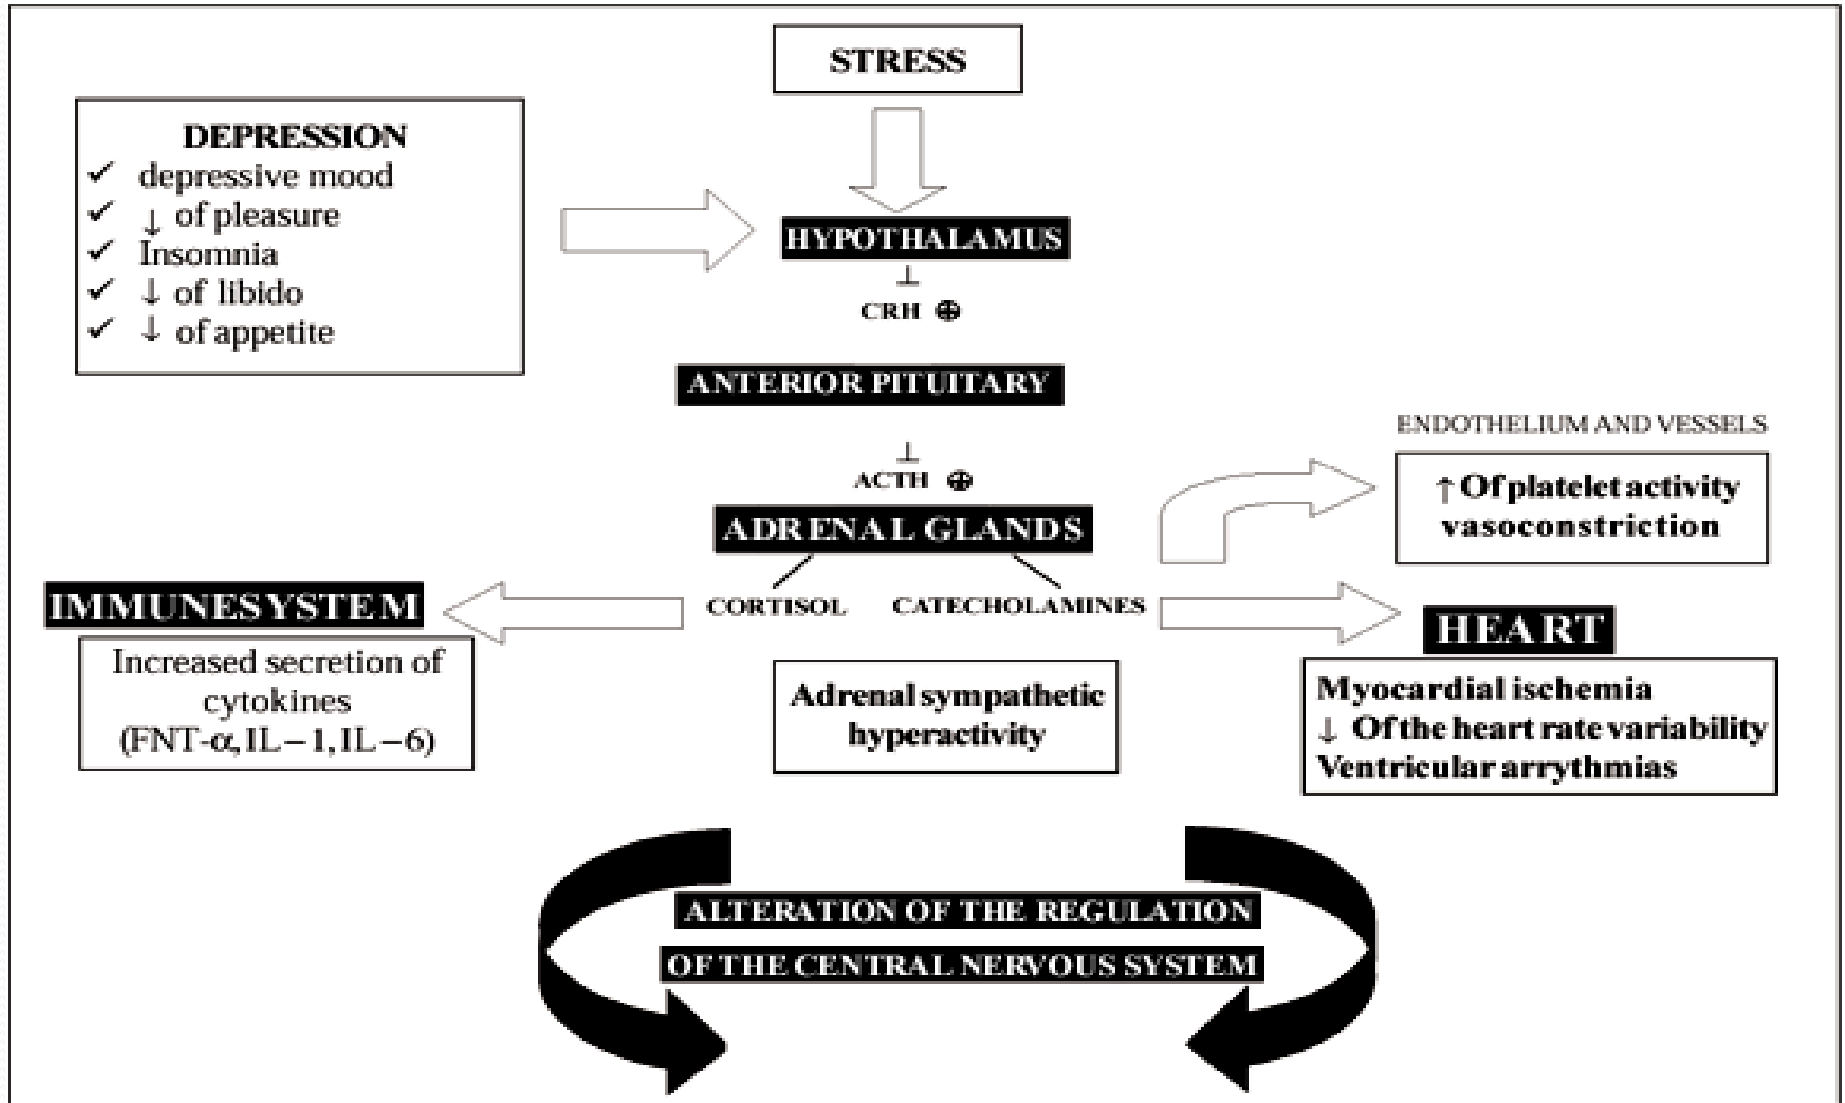 STRESS
DEPRESSION
✓ depressive mood
✓ ↓ of pleasure
✓ Insomnia
✓ ↓ of libido
✓ ↓ of appetite
HYPOTHALAMUS
⊥
CRH ⊕
ANTERIOR PITUITARY
⊥
ACTH ⊕
ADRENAL GLANDS
CORTISOL CATECHOLAMINES
ENDOTHELIUM AND VESSELS
↑ Of platelet activity
vasoconstriction
IMMUNESYSTEM
Increased secretion of
cytokines
(FNT-α, IL–1, IL–6)
Adrenal sympathetic
hyperactivity
HEART
Myocardial ischemia
↓ Of the heart rate variability
Ventricular arrythmias
ALTERATION OF THE REGULATION
OF THE CENTRAL NERVOUS SYSTEM